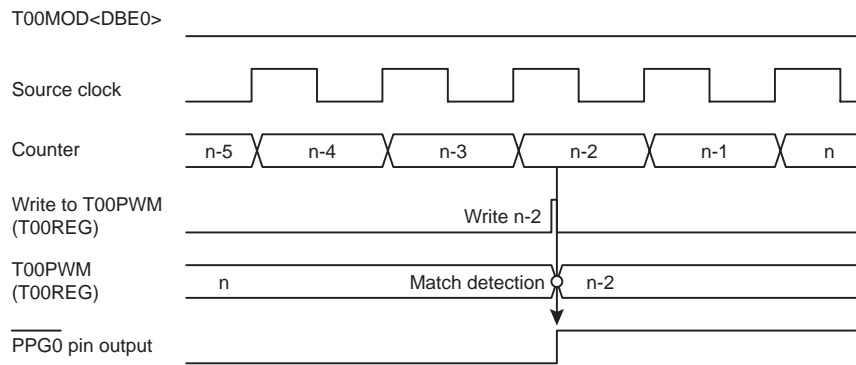 T00MOD<DBE0>
Source clock
Counter n-5 n-4 n-3 n-2 n-1 n
Write to T00PWM
(T00REG)
Write n-2
T00PWM
(T00REG)
n Match detection n-2
PPG0 pin output